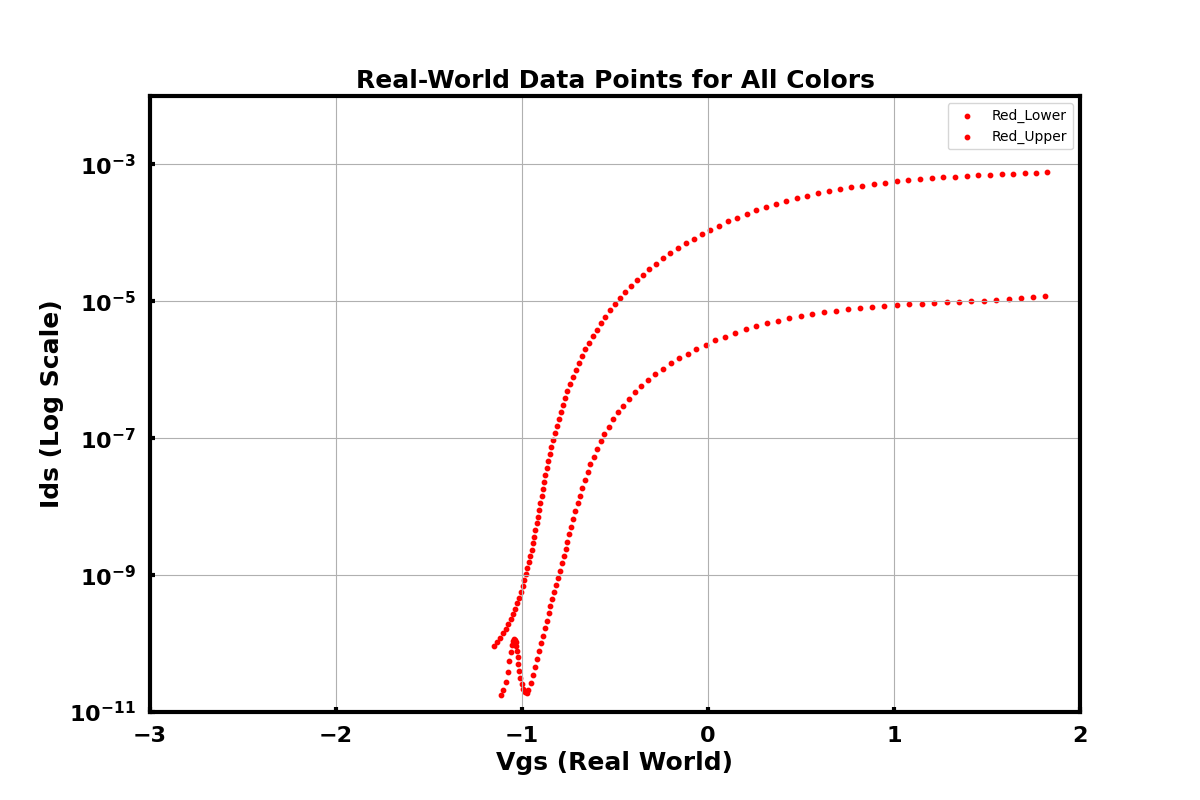 Real-World Data Points for All Colors
Red_Lower
Red_Upper
10⁻³
10⁻⁵
10⁻⁷
10⁻⁹
10⁻¹¹
Ids (Log Scale)
−3 −2 −1 0 1 2
Vgs (Real World)